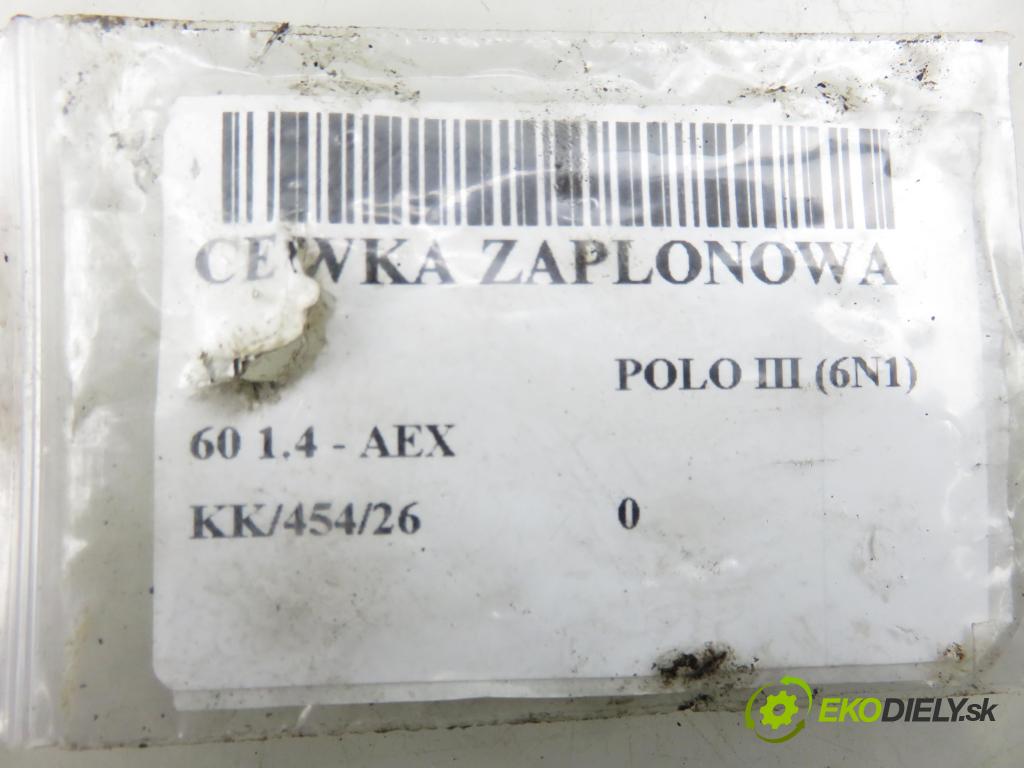 CEWKA ZAPLONOWA
POLO III (6N1)
60 1.4 - AEX
KK/454/26 0
EKODIELY.sk